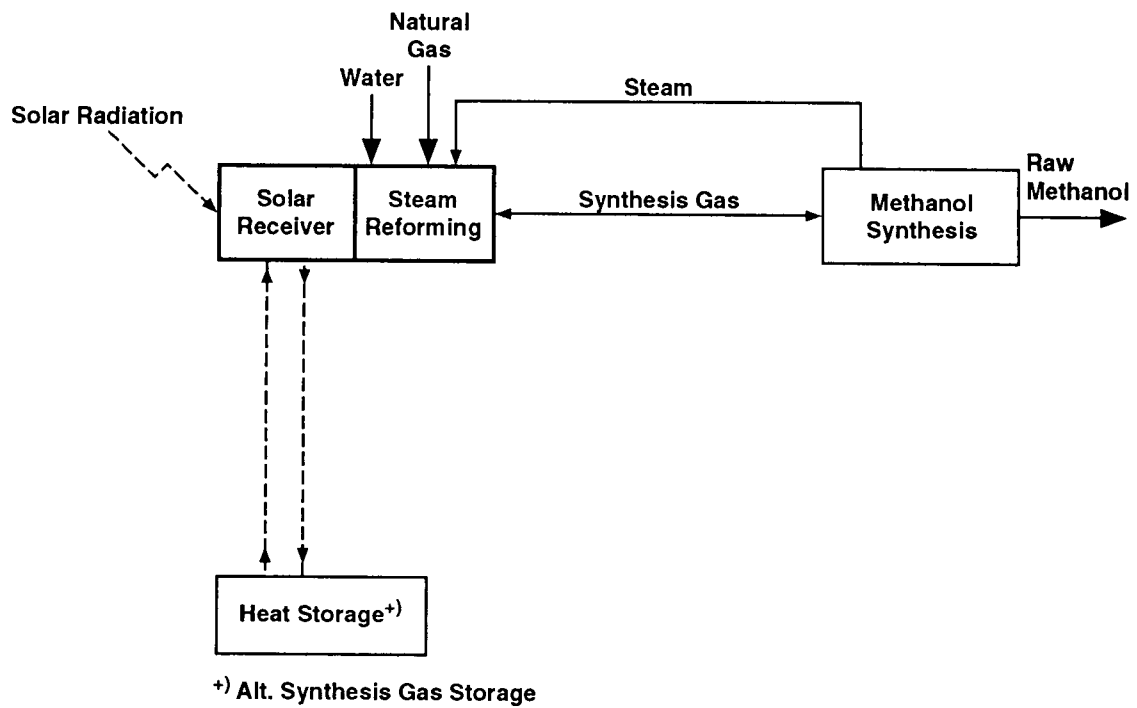 Natural
Gas
Water
Steam
Solar Radiation
Solar
Receiver
Steam
Reforming
Synthesis Gas
Methanol
Synthesis
Raw
Methanol
Heat Storage+)
+) Alt. Synthesis Gas Storage